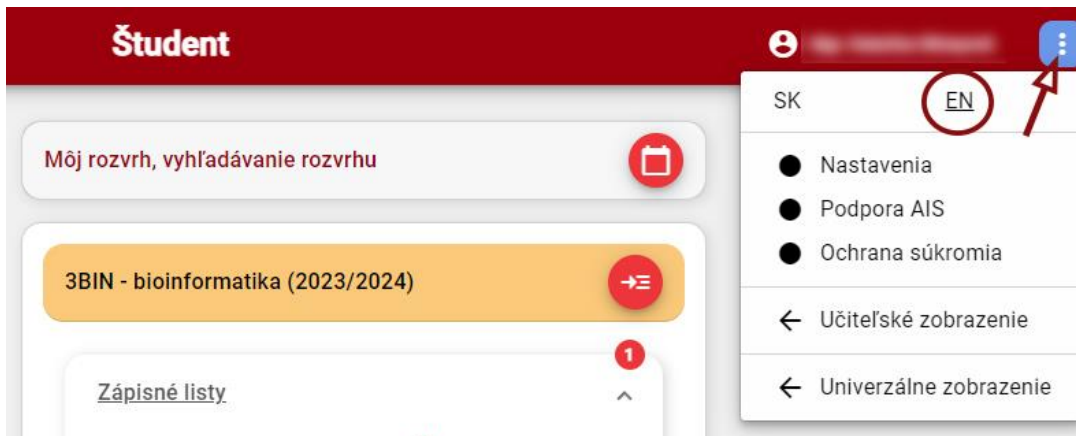 Študent
SK EN
Môj rozvrh, vyhľadávanie rozvrhu
Nastavenia
Podpora AIS
Ochrana súkromia
3BIN - bioinformatika (2023/2024)
Učiteľské zobrazenie
1
Zápisné listy
Univerzálne zobrazenie